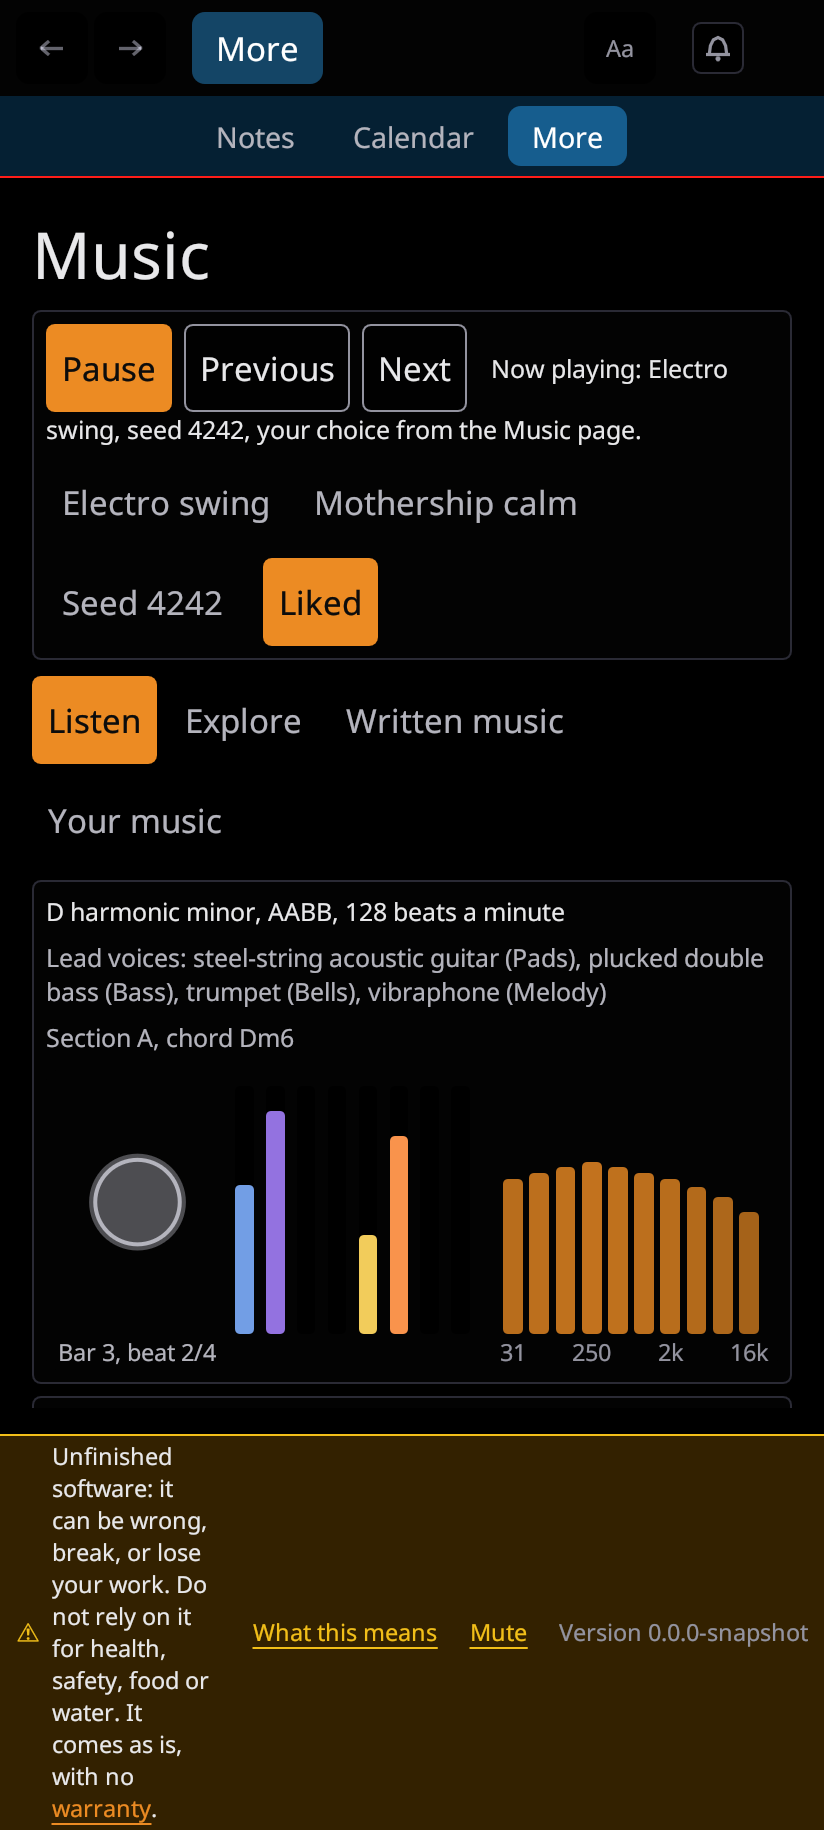 ← → More Aa
Notes Calendar More
Music
Pause Previous Next Now playing: Electro
swing, seed 4242, your choice from the Music page.
Electro swing Mothership calm
Seed 4242 Liked
Listen Explore Written music
Your music
D harmonic minor, AABB, 128 beats a minute
Lead voices: steel-string acoustic guitar (Pads), plucked double
bass (Bass), trumpet (Bells), vibraphone (Melody)
Section A, chord Dm6
Bar 3, beat 2/4
31 250 2k 16k
Unfinished
software: it
can be wrong,
break, or lose
your work. Do
not rely on it
for health,
safety, food or
water. It
comes as is,
with no
warranty.
What this means Mute Version 0.0.0-snapshot